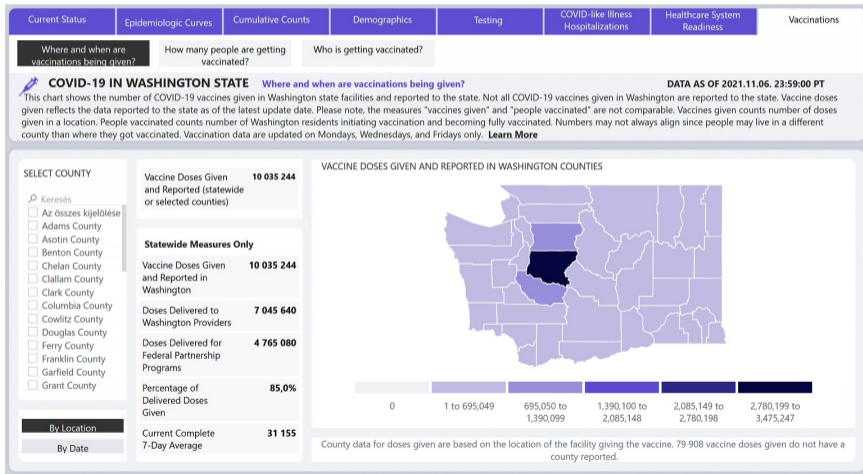 Current Status
Epidemiologic Curves
Cumulative Counts
Demographics
Testing
COVID-like Illness
Hospitalizations
Healthcare System
Readiness
Vaccinations
Where and when are
vaccinations being given?
How many people are getting
vaccinated?
Who is getting vaccinated?
COVID-19 IN WASHINGTON STATE Where and when are vaccinations being given? DATA AS OF 2021.11.06. 23:59:00 PT
This chart shows the number of COVID-19 vaccines given in Washington state facilities and reported to the state. Not all COVID-19 vaccines given in Washington are reported to the state. Vaccine doses
given reflects the data reported to the state as of the latest update date. Please note, the measures "vaccines given" and "people vaccinated" are not comparable. Vaccines given counts number of doses
given in a location. People vaccinated counts number of Washington residents initiating vaccination and becoming fully vaccinated. Numbers may not always align since people may live in a different
county than where they got vaccinated. Vaccination data are updated on Mondays, Wednesdays, and Fridays only. Learn More
SELECT COUNTY
Keresés
Az összes kijelölése
Adams County
Asotin County
Benton County
Chelan County
Clallam County
Clark County
Columbia County
Cowlitz County
Douglas County
Ferry County
Franklin County
Garfield County
Grant County
By Location
By Date
Vaccine Doses Given 10 035 244
and Reported (statewide
or selected counties)
Statewide Measures Only
Vaccine Doses Given 10 035 244
and Reported in
Washington
Doses Delivered to 7 045 640
Washington Providers
Doses Delivered for 4 765 080
Federal Partnership
Programs
Percentage of 85,0%
Delivered Doses
Given
Current Complete 31 155
7-Day Average
VACCINE DOSES GIVEN AND REPORTED IN WASHINGTON COUNTIES
0
1 to 695,049
695,050 to
1,390,099
1,390,100 to
2,085,148
2,085,149 to
2,780,198
2,780,199 to
3,475,247
County data for doses given are based on the location of the facility giving the vaccine. 79 908 vaccine doses given do not have a
county reported.